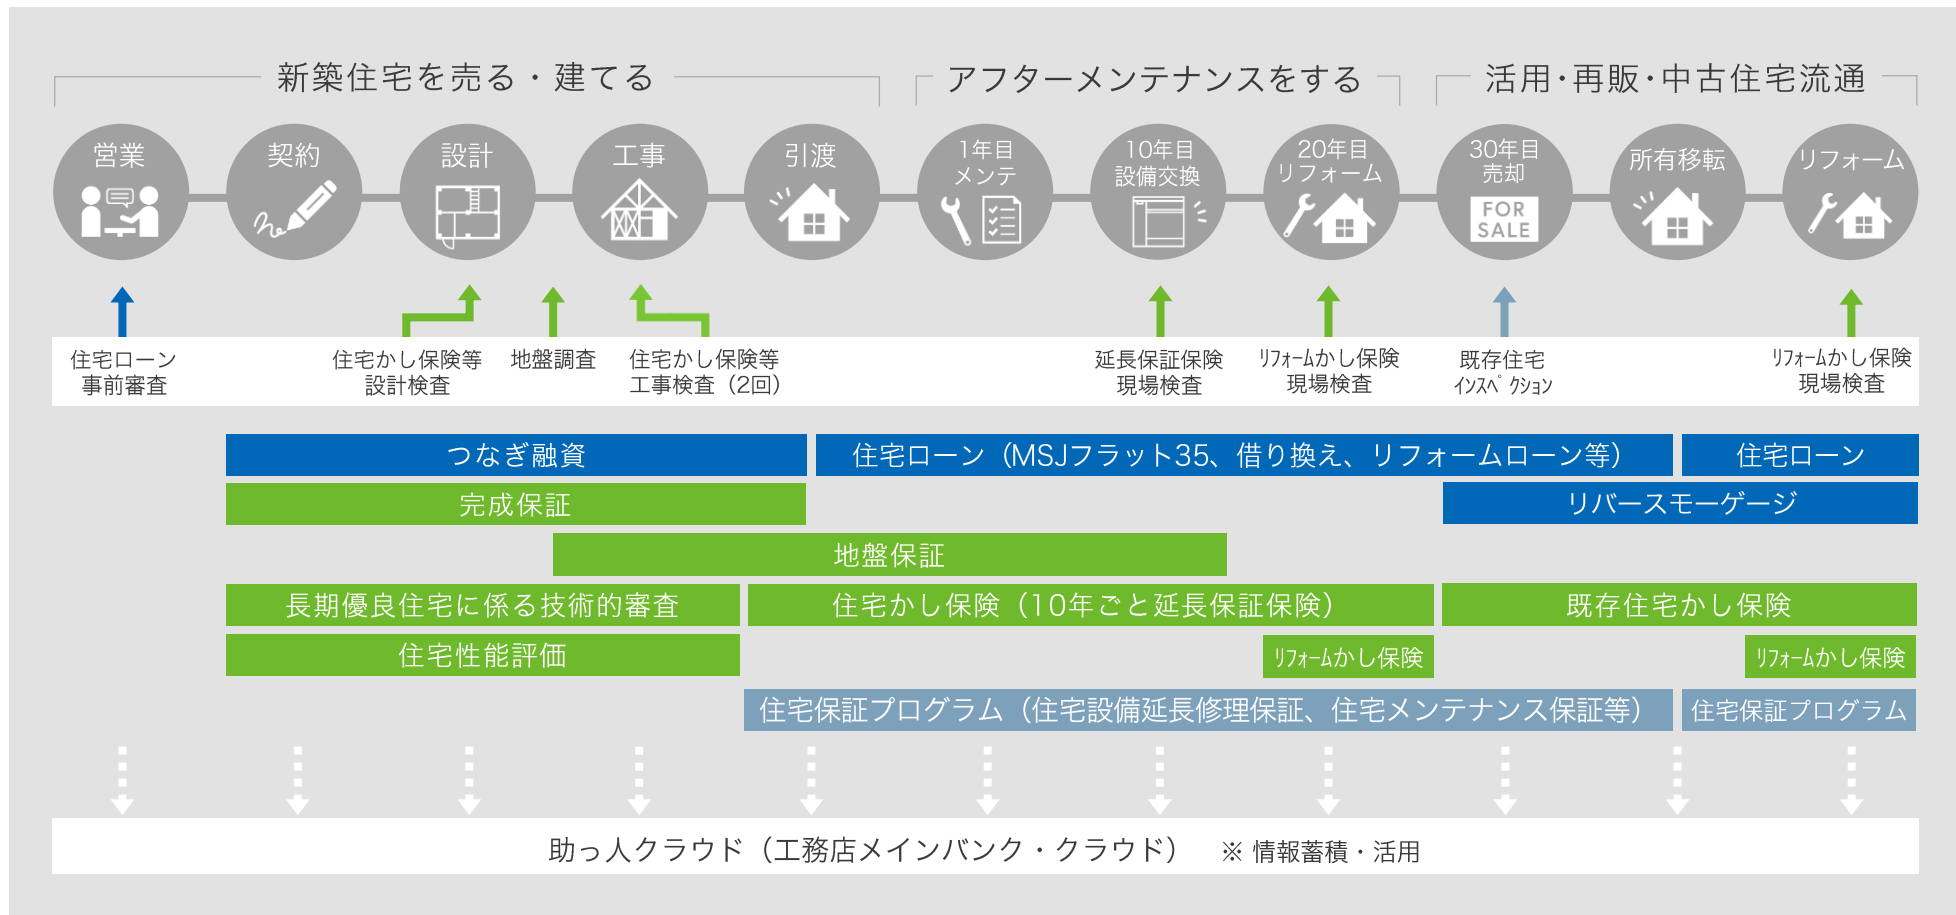 新築住宅を売る・建てる
アフターメンテナンスをする
活用・再販・中古住宅流通
営業
契約
設計
工事
引渡
1年目
メンテ
10年目
設備交換
20年目
リフォーム
30年目
売却
FOR
SALE
所有移転
リフォーム
住宅ローン
事前審査
住宅かし保険等
設計検査
地盤調査
住宅かし保険等
工事検査（2回）
延長保証保険
現場検査
ﾘﾌｫｰﾑかし保険
現場検査
既存住宅
ｲﾝｽﾍﾟｸｼｮﾝ
ﾘﾌｫｰﾑかし保険
現場検査
つなぎ融資
住宅ローン（MSJフラット35、借り換え、リフォームローン等）
住宅ローン
完成保証
リバースモーゲージ
地盤保証
長期優良住宅に係る技術的審査
住宅かし保険（10年ごと延長保証保険）
既存住宅かし保険
住宅性能評価
ﾘﾌｫｰﾑかし保険
ﾘﾌｫｰﾑかし保険
住宅保証プログラム（住宅設備延長修理保証、住宅メンテナンス保証等）
住宅保証プログラム
助っ人クラウド（工務店メインバンク・クラウド） ※ 情報蓄積・活用